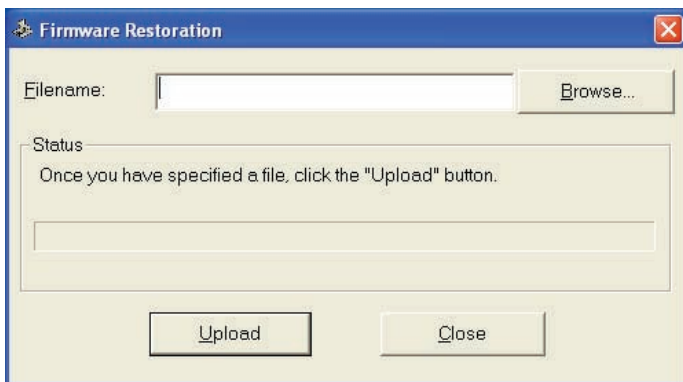 Firmware Restoration
Filename:
Browse...
Status
Once you have specified a file, click the "Upload" button.
Upload
Close